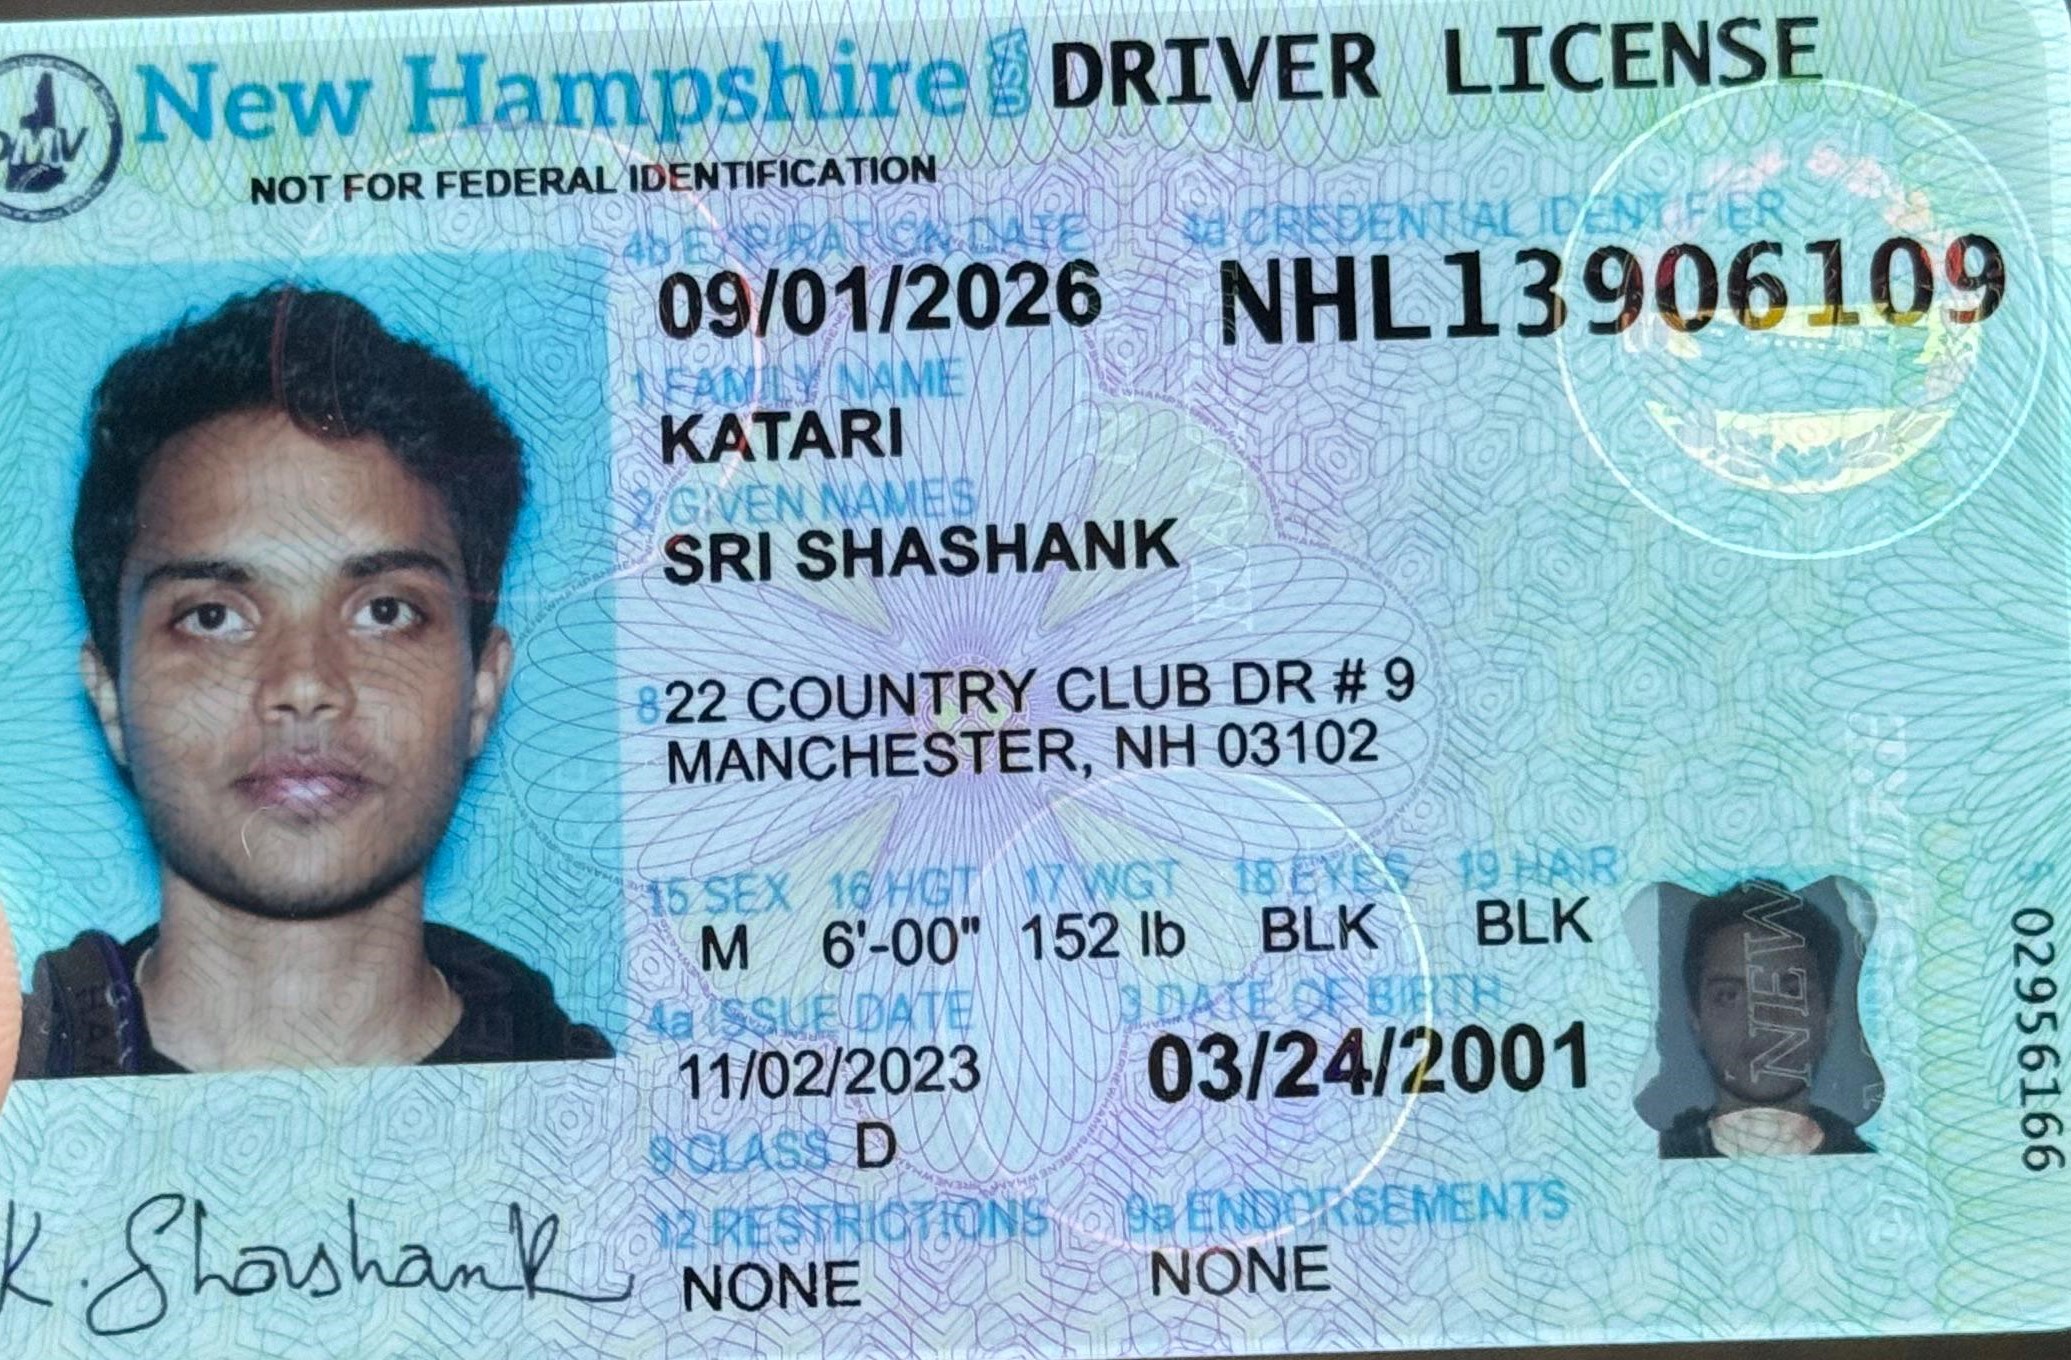 DMV
New Hampshire USA DRIVER LICENSE
NOT FOR FEDERAL IDENTIFICATION
4b EXPIRATION DATE 4d CREDENTIAL IDENTIFIER
09/01/2026 NHL13906109
1 FAMILY NAME
KATARI
2 GIVEN NAMES
SRI SHASHANK
8 22 COUNTRY CLUB DR # 9
MANCHESTER, NH 03102
15 SEX 16 HGT 17 WGT 18 EYES 19 HAIR
M 6'-00" 152 lb BLK BLK
4a ISSUE DATE 3 DATE OF BIRTH
11/02/2023 03/24/2001
9 CLASS D
12 RESTRICTIONS 9a ENDORSEMENTS
NONE NONE
K. Shashank
NEW
02956166